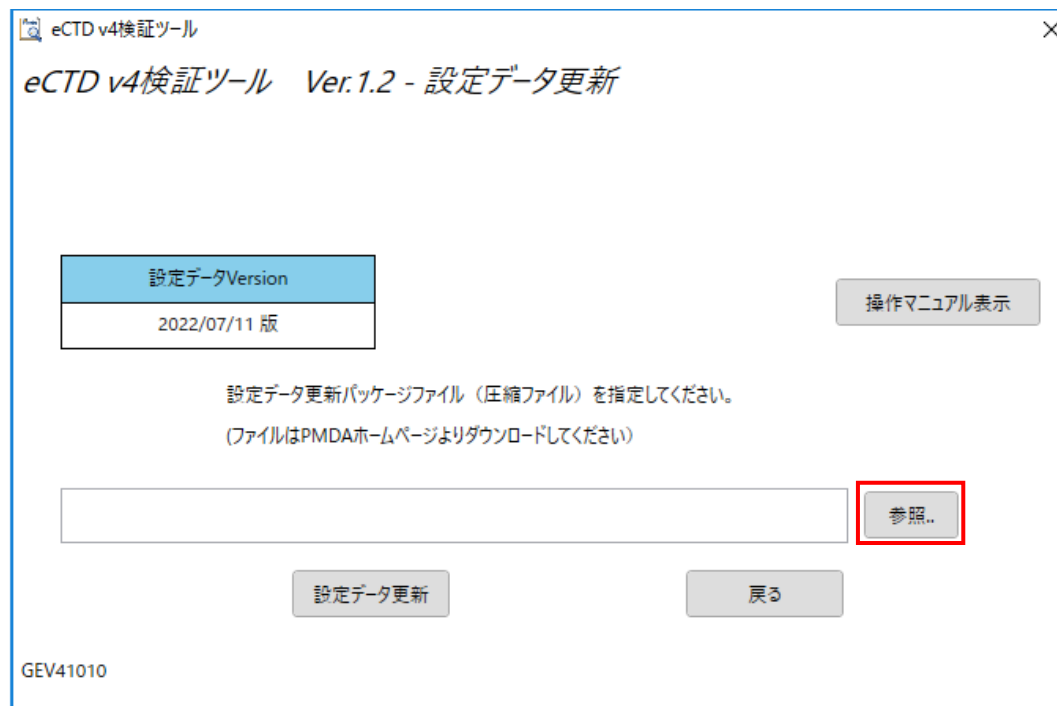 eCTD v4検証ツール
eCTD v4検証ツール　Ver.1.2 - 設定データ更新
設定データVersion
2022/07/11 版
操作マニュアル表示
設定データ更新パッケージファイル（圧縮ファイル）を指定してください。
(ファイルはPMDAホームページよりダウンロードしてください）
参照..
設定データ更新
戻る
GEV41010